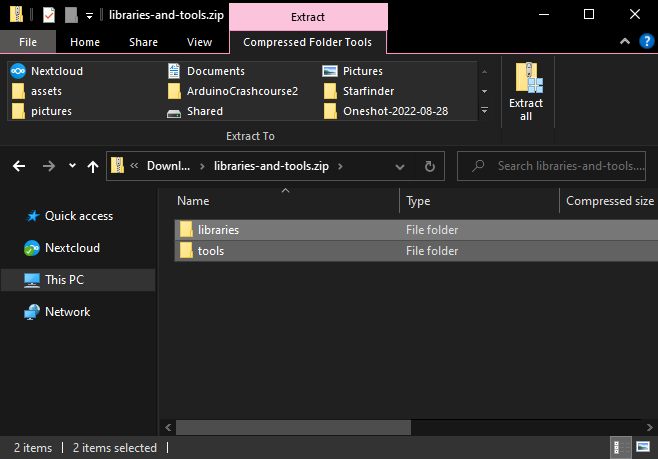 libraries-and-tools.zip
Extract
File
Home
Share
View
Compressed Folder Tools
Nextcloud
Documents
Pictures
assets
ArduinoCrashcourse2
Starfinder
pictures
Shared
Oneshot-2022-08-28
Extract
all
Extract To
Downl...
libraries-and-tools.zip
Search libraries-and-tools....
Name
Type
Compressed size
Quick access
Nextcloud
This PC
Network
libraries
File folder
tools
File folder
2 items
2 items selected